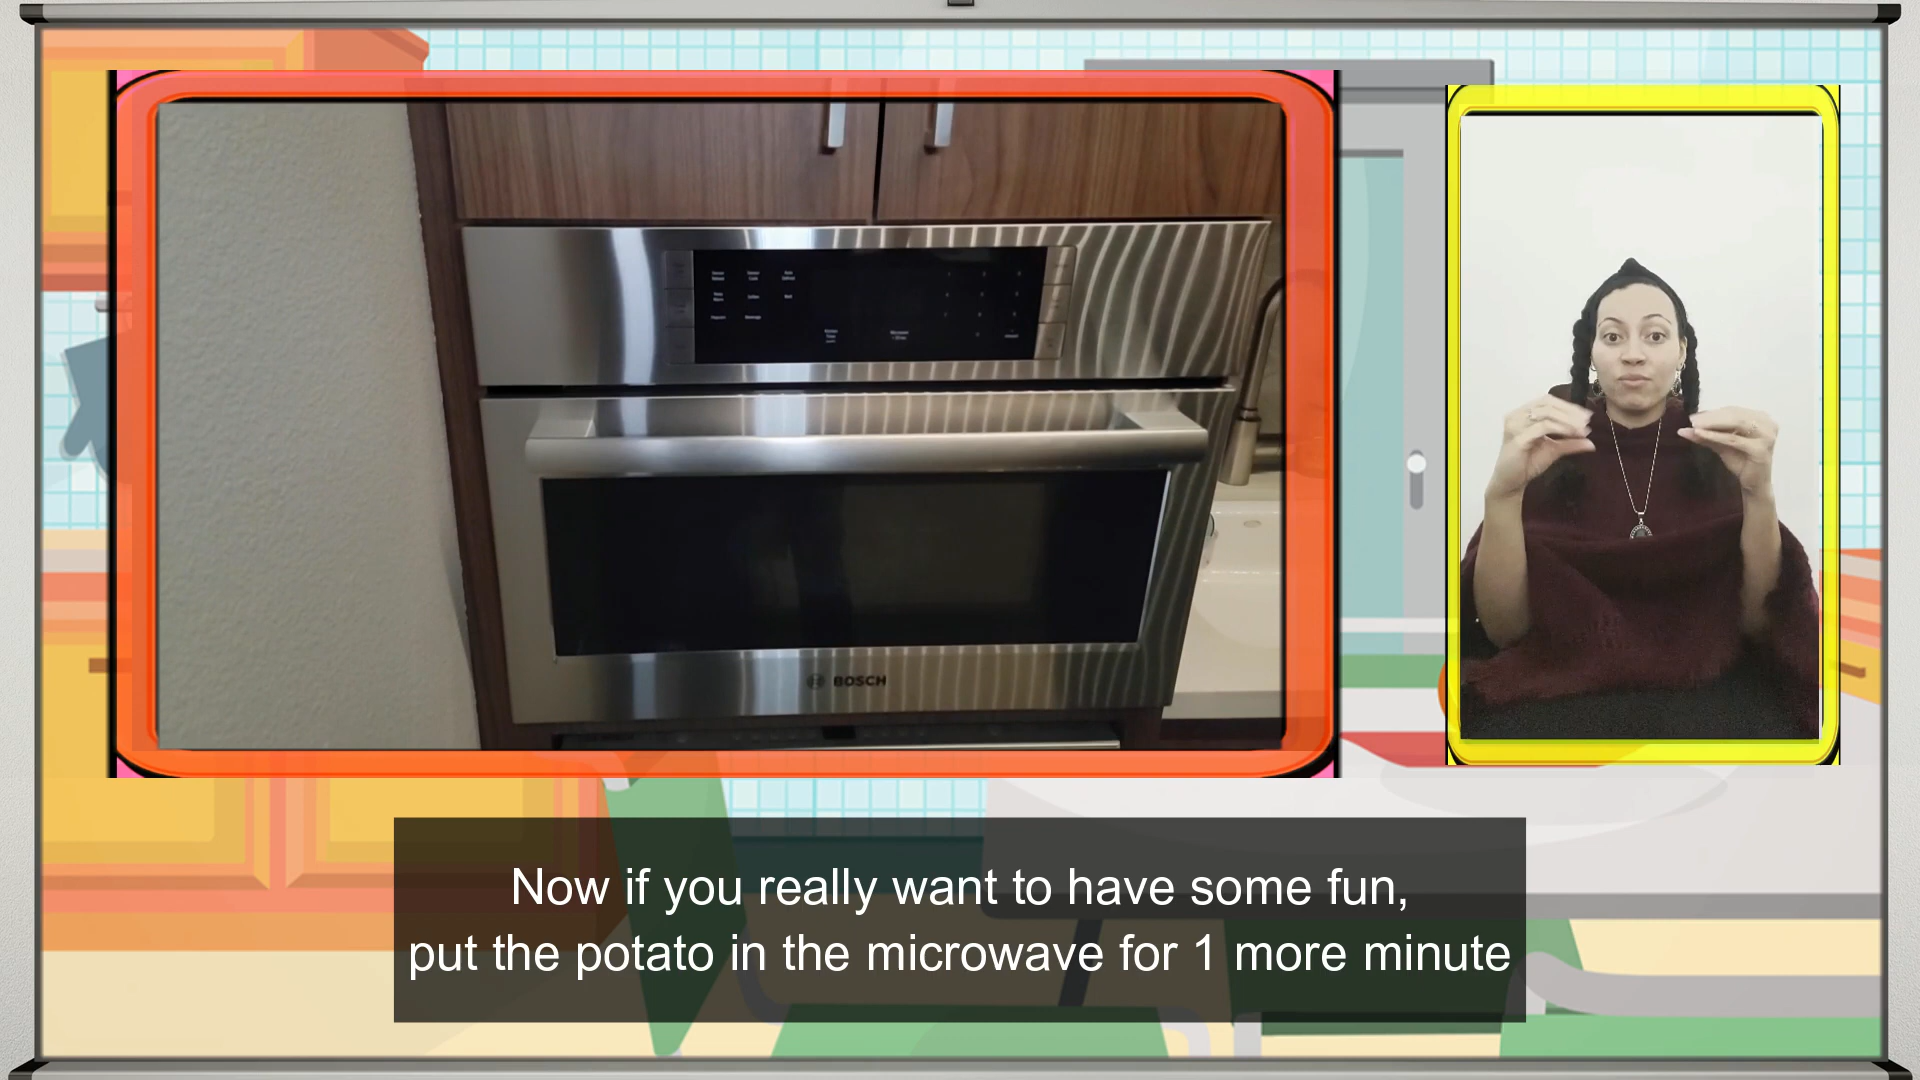 BOSCH
Now if you really want to have some fun,
put the potato in the microwave for 1 more minute